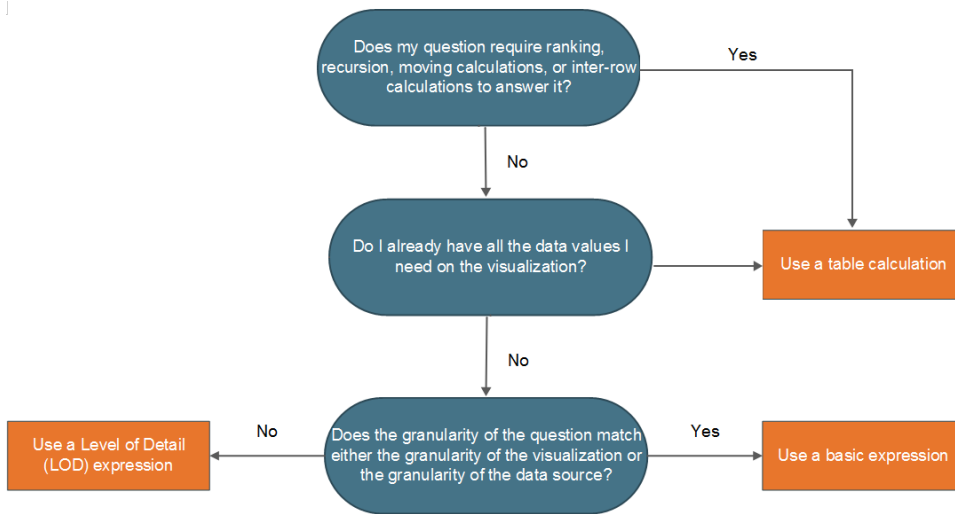 Does my question require ranking,
recursion, moving calculations, or inter-row
calculations to answer it?
Yes
No
Do I already have all the data values I
need on the visualization?
Use a table calculation
No
Does the granularity of the question match
either the granularity of the visualization or
the granularity of the data source?
No
Yes
Use a Level of Detail
(LOD) expression
Use a basic expression